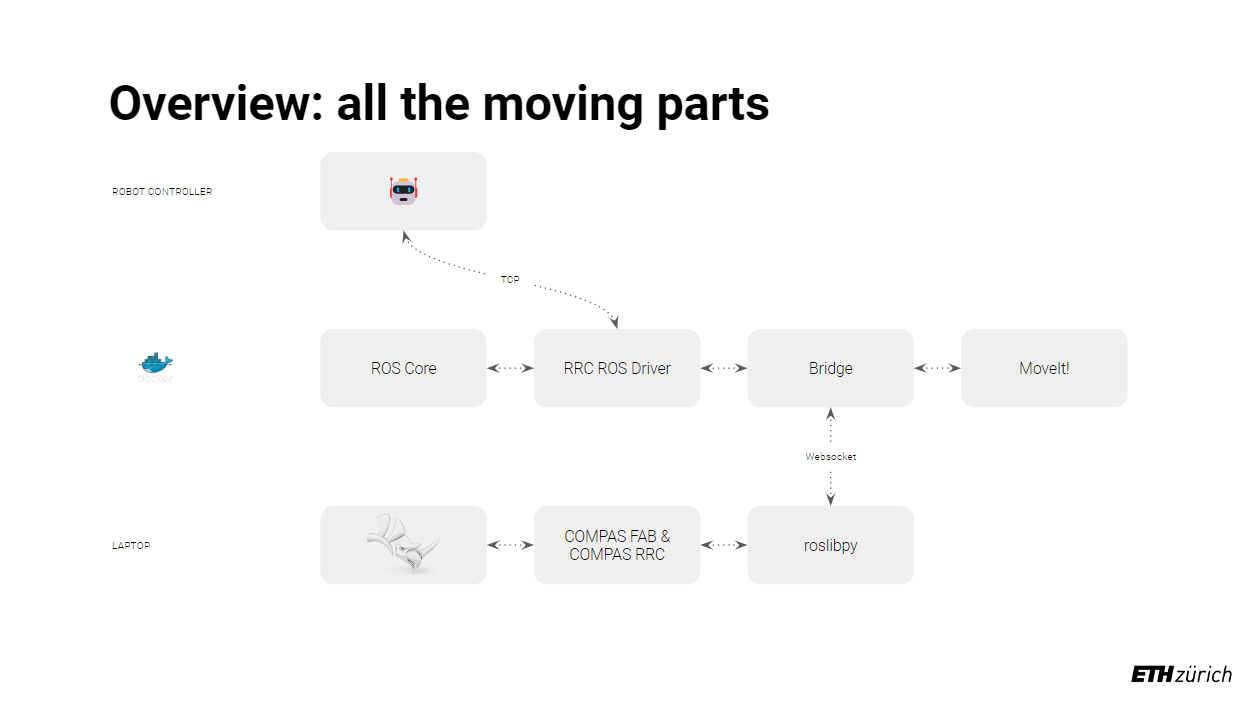 Overview: all the moving parts
ROBOT CONTROLLER
TCP
docker
ROS Core
RRC ROS Driver
Bridge
MoveIt!
Websocket
LAPTOP
COMPAS FAB &
COMPAS RRC
roslibpy
ETH zürich